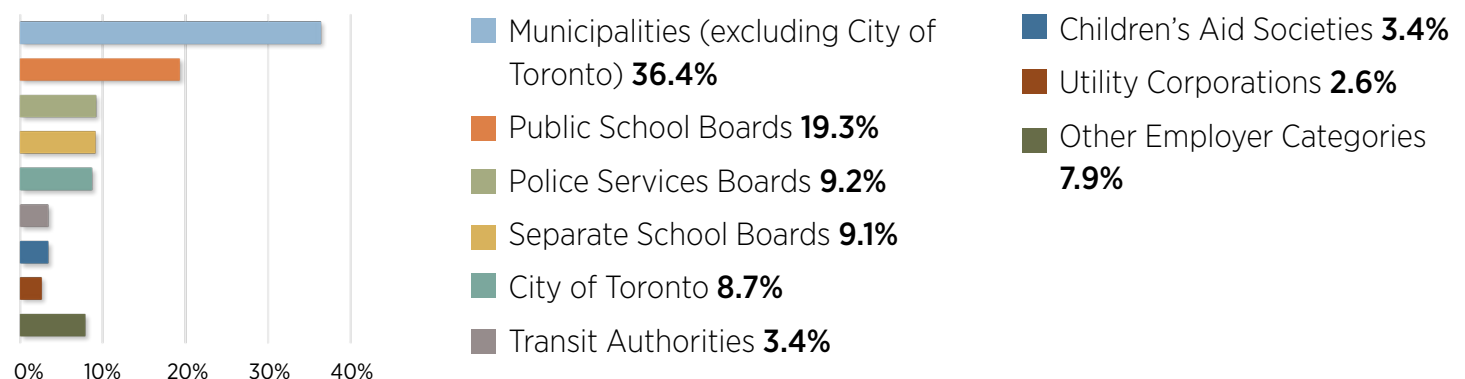 0% 10% 20% 30% 40%
Municipalities (excluding City of
Toronto) 36.4%
Public School Boards 19.3%
Police Services Boards 9.2%
Separate School Boards 9.1%
City of Toronto 8.7%
Transit Authorities 3.4%
Children’s Aid Societies 3.4%
Utility Corporations 2.6%
Other Employer Categories
7.9%